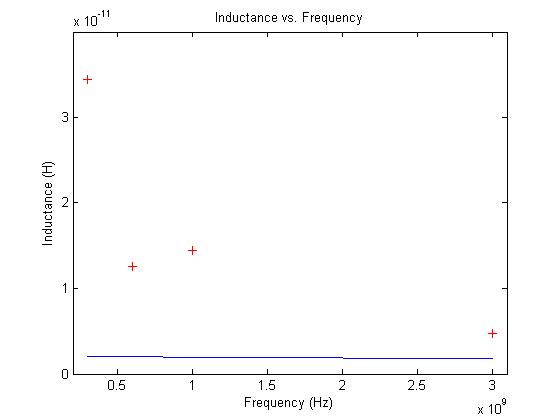 Inductance vs. Frequency
x 10^-11
Inductance (H)
3
2
1
0
0.5
1
1.5
2
2.5
3
Frequency (Hz)
x 10^9